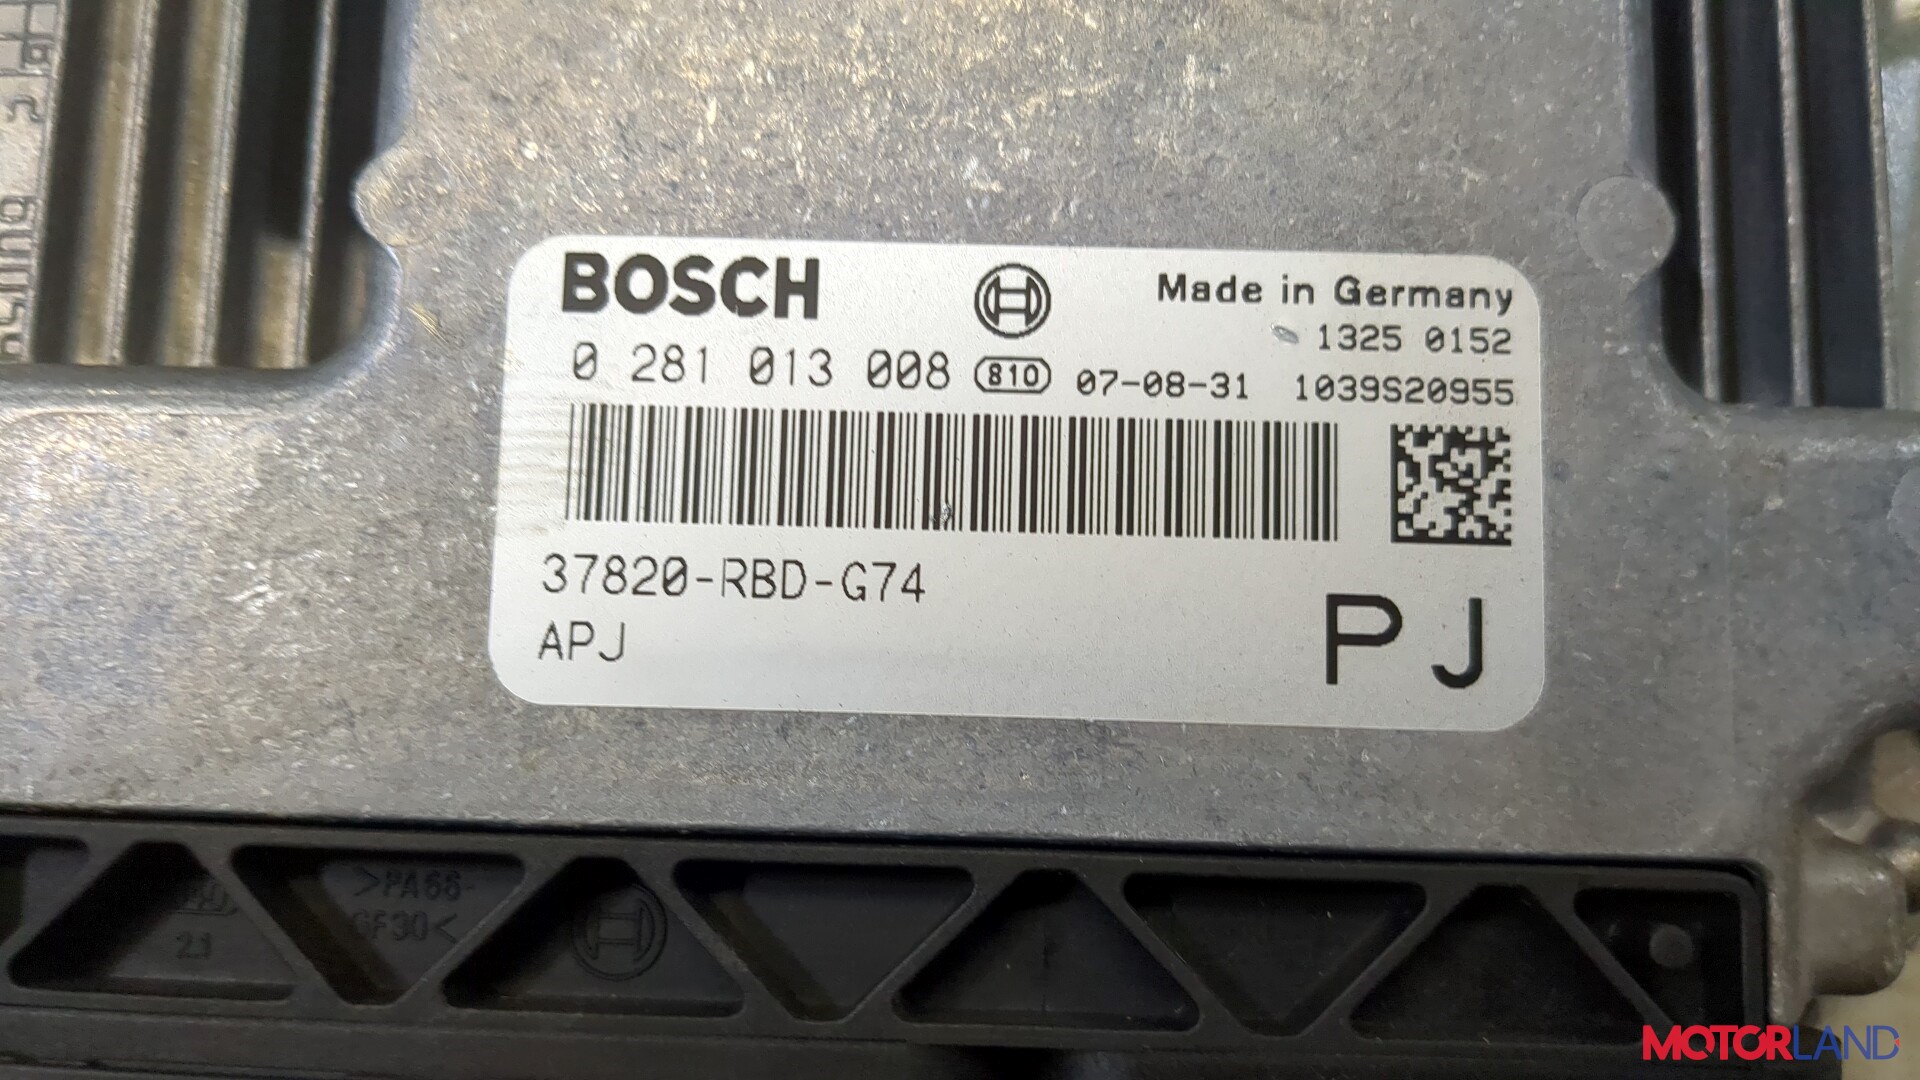 BOSCH
Made in Germany
1325 0152
0 281 013 008 810 07-08-31 1039S20955
37820-RBD-G74
APJ
PJ
>PA66-
GF30<
21
MOTORLAND